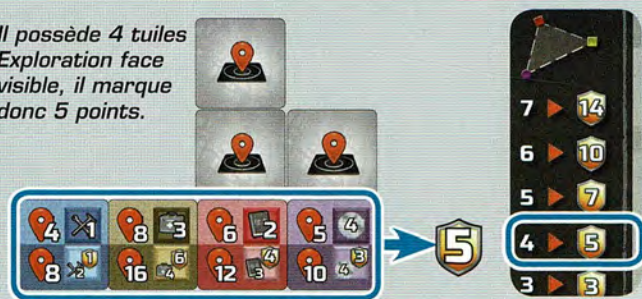 Il possède 4 tuiles
Exploration face
visible, il marque
donc 5 points.
4 1 8 3 6 2 5 4
8 2 1 16 4 6 12 3 4 10 4 3
5
7 14
6 10
5 7
4 5
3 3